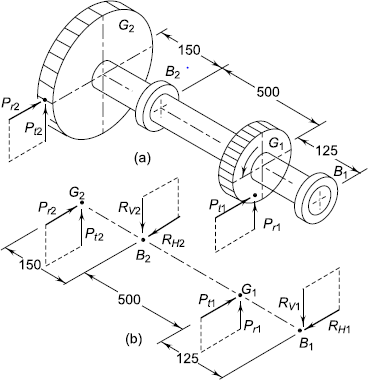 G2
150
B2
500
Pr2
Pt2
G1
125
(a)
B1
G2
Pt1
Pr2
RV2
Pr1
Pt2
RH2
B2
150
G1
RV1
Pt1
500
RH1
(b)
Pr1
B1
125